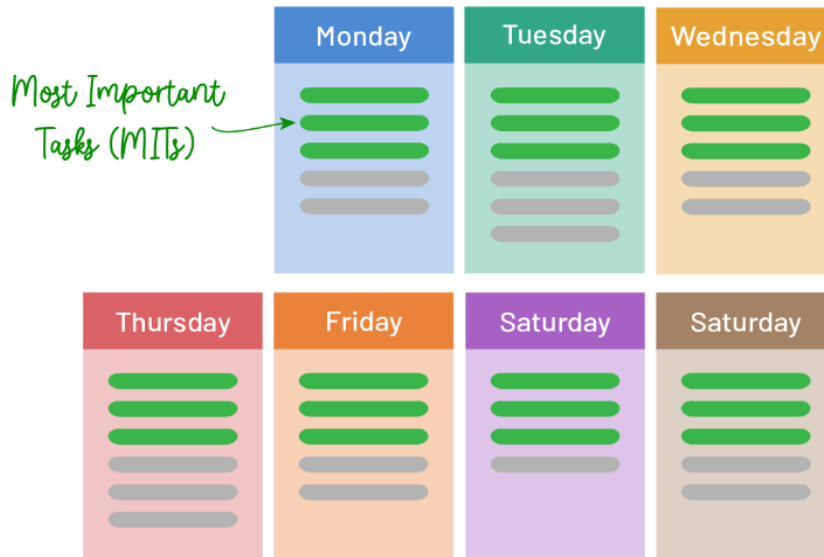 Monday
Tuesday
Wednesday
Most Important
Tasks (MITs)
Thursday
Friday
Saturday
Saturday